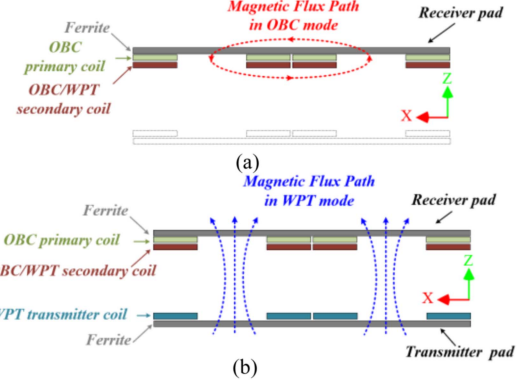 Magnetic Flux Path
in OBC mode
Receiver pad
Ferrite
OBC
primary coil
OBC/WPT
secondary coil
Z
X
(a)
Magnetic Flux Path
in WPT mode
Receiver pad
Ferrite
OBC primary coil
BC/WPT secondary coil
Z
X
WPT transmitter coil
Ferrite
Transmitter pad
(b)